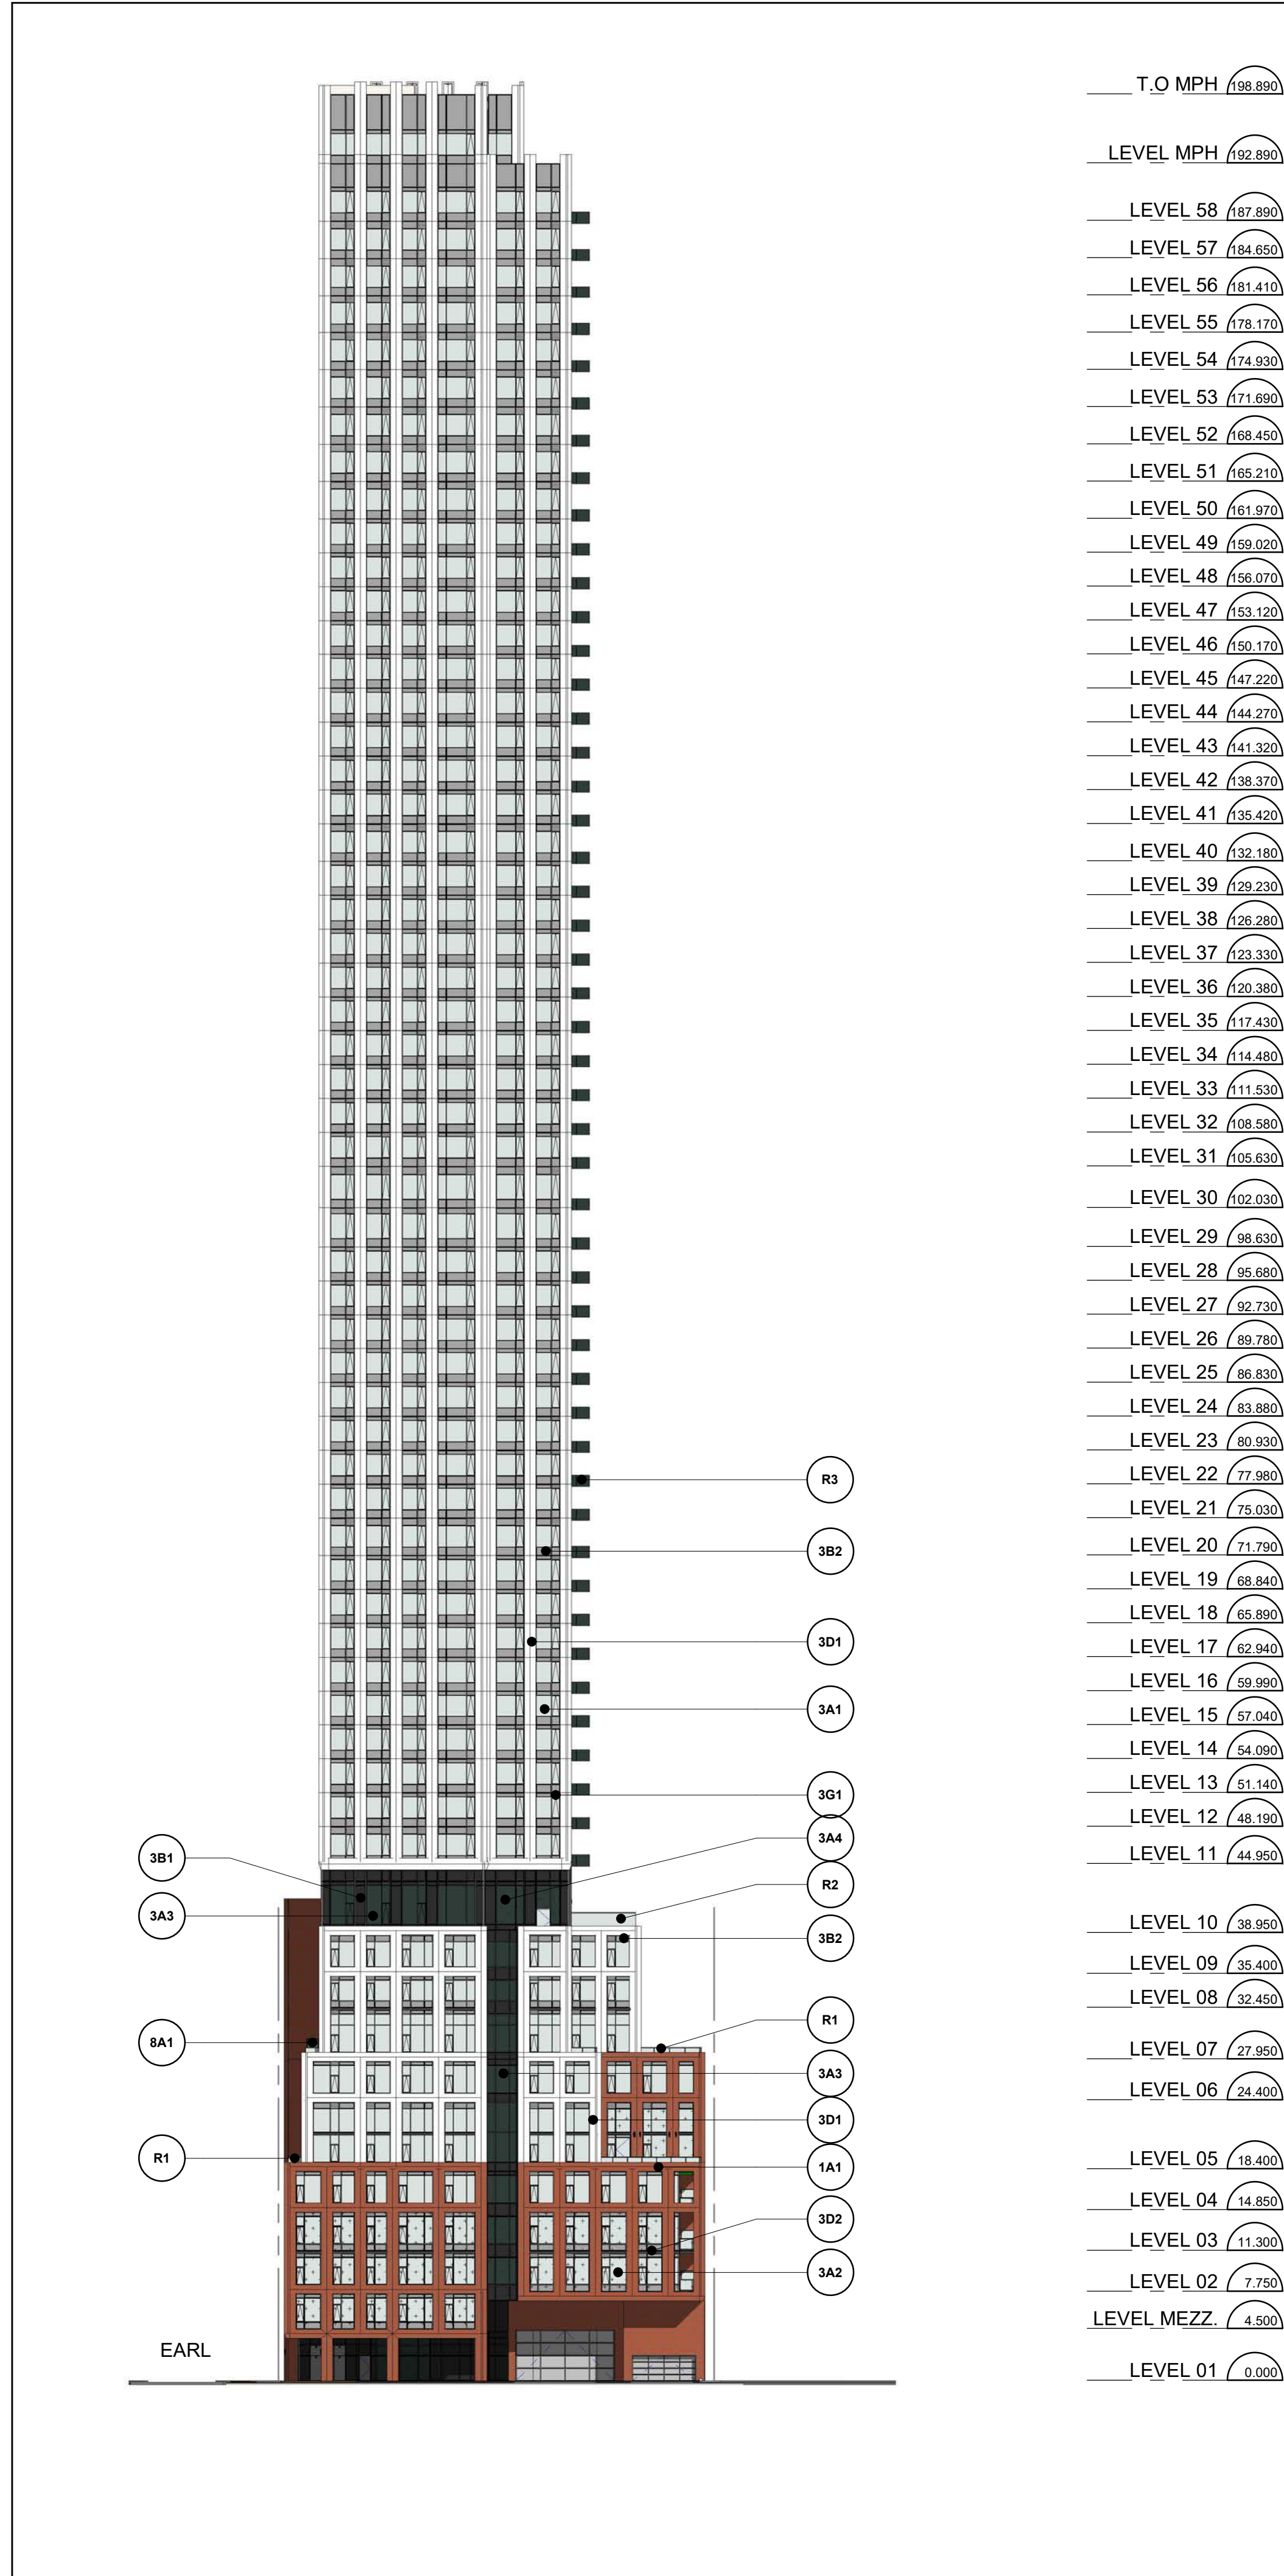 T.O MPH 198.890
LEVEL MPH 192.890
LEVEL 58 187.890
LEVEL 57 184.650
LEVEL 56 181.410
LEVEL 55 178.170
LEVEL 54 174.930
LEVEL 53 171.690
LEVEL 52 168.450
LEVEL 51 165.210
LEVEL 50 161.970
LEVEL 49 159.020
LEVEL 48 156.070
LEVEL 47 153.120
LEVEL 46 150.170
LEVEL 45 147.220
LEVEL 44 144.270
LEVEL 43 141.320
LEVEL 42 138.370
LEVEL 41 135.420
LEVEL 40 132.180
LEVEL 39 129.230
LEVEL 38 126.280
LEVEL 37 123.330
LEVEL 36 120.380
LEVEL 35 117.430
LEVEL 34 114.480
LEVEL 33 111.530
LEVEL 32 108.580
LEVEL 31 105.630
LEVEL 30 102.030
LEVEL 29 98.630
LEVEL 28 95.680
LEVEL 27 92.730
LEVEL 26 89.780
LEVEL 25 86.830
LEVEL 24 83.880
LEVEL 23 80.930
LEVEL 22 77.980
LEVEL 21 75.030
LEVEL 20 71.790
LEVEL 19 68.840
LEVEL 18 65.890
LEVEL 17 62.940
LEVEL 16 59.990
LEVEL 15 57.040
LEVEL 14 54.090
LEVEL 13 51.140
LEVEL 12 48.190
LEVEL 11 44.950
LEVEL 10 38.950
LEVEL 09 35.400
LEVEL 08 32.450
LEVEL 07 27.950
LEVEL 06 24.400
LEVEL 05 18.400
LEVEL 04 14.850
LEVEL 03 11.300
LEVEL 02 7.750
LEVEL MEZZ. 4.500
LEVEL 01 0.000
R3
3B2
3D1
3A1
3G1
3A4
R2
3B2
R1
3A3
3D1
1A1
3D2
3A2
3B1
3A3
8A1
R1
EARL